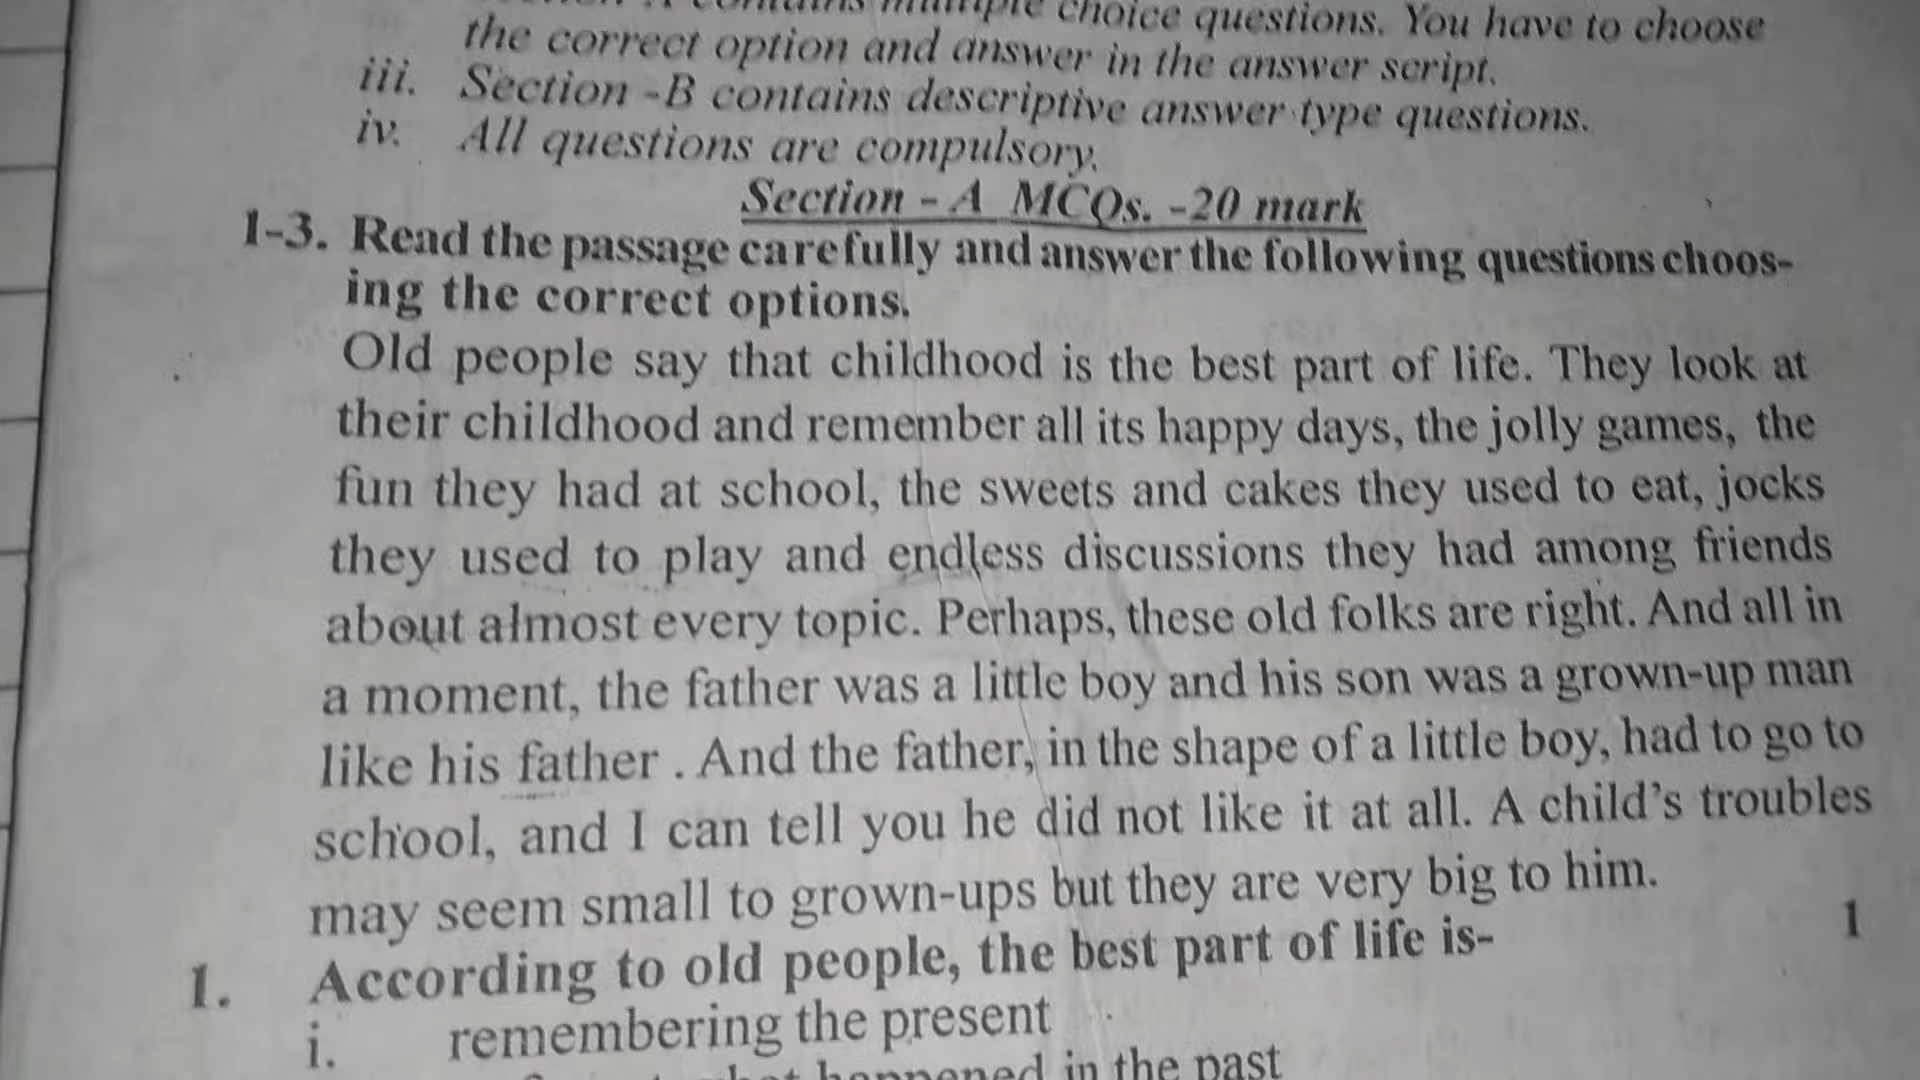 choice questions. You have to choose
the correct option and answer in the answer script.
iii. Section -B contains descriptive answer type questions.
iv. All questions are compulsory.
Section - A MCQs. -20 mark
1-3. Read the passage carefully and answer the following questions choos-
ing the correct options.
Old people say that childhood is the best part of life. They look at
their childhood and remember all its happy days, the jolly games, the
fun they had at school, the sweets and cakes they used to eat, jocks
they used to play and endless discussions they had among friends
about almost every topic. Perhaps, these old folks are right. And all in
a moment, the father was a little boy and his son was a grown-up man
like his father . And the father, in the shape of a little boy, had to go to
school, and I can tell you he did not like it at all. A child's troubles
may seem small to grown-ups but they are very big to him.
1. According to old people, the best part of life is- 1
i. remembering the present
happened in the past